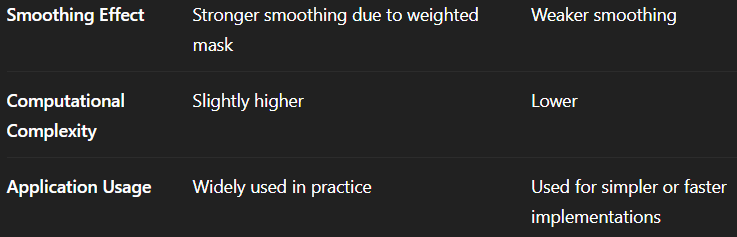 Smoothing Effect
Stronger smoothing due to weighted
mask
Weaker smoothing
Computational
Complexity
Slightly higher
Lower
Application Usage
Widely used in practice
Used for simpler or faster
implementations